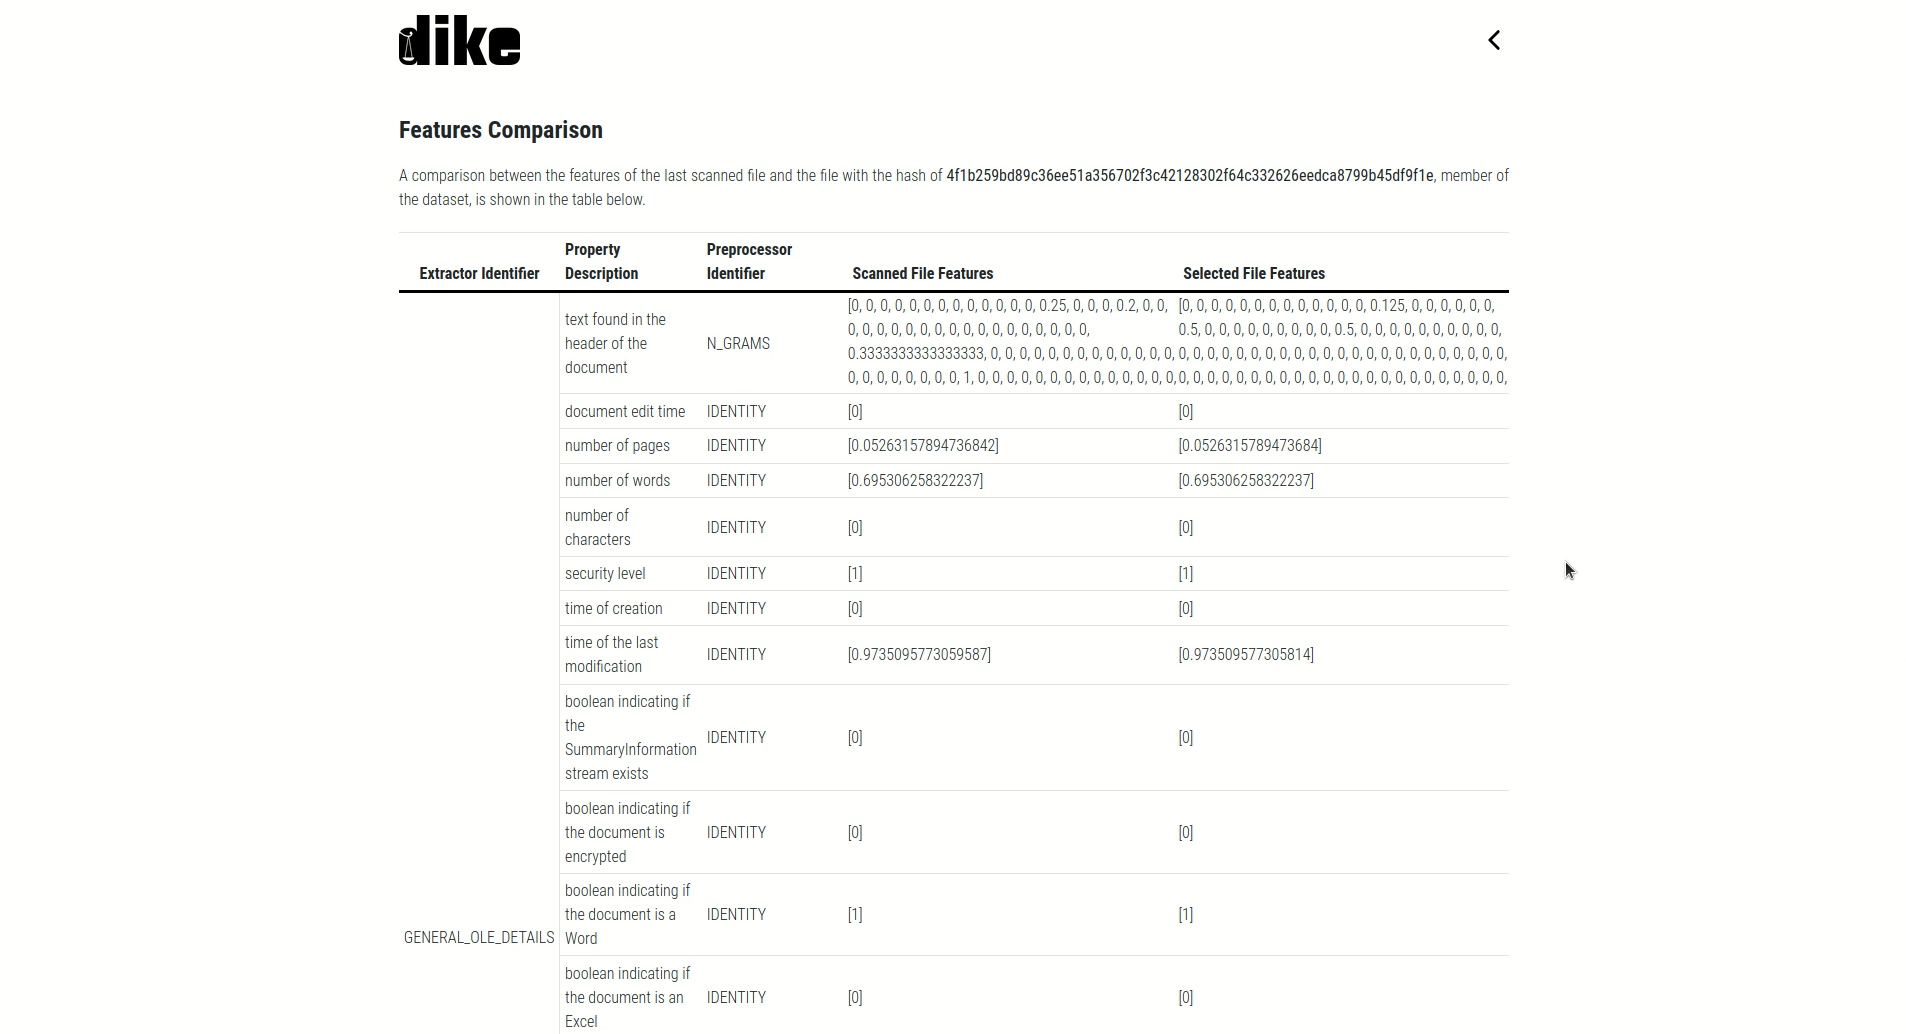 dike
Features Comparison
A comparison between the features of the last scanned file and the file with the hash of 4f1b259bd89c36ee51a356702f3c42128302f64c332626eedca8799b45df9f1e, member of
the dataset, is shown in the table below.
Extractor Identifier Property Description Preprocessor Identifier Scanned File Features Selected File Features
text found in the
header of the
document
N_GRAMS
[0, 0, 0, 0, 0, 0, 0, 0, 0, 0, 0, 0, 0, 0.25, 0, 0, 0, 0.2, 0, 0,
0, 0, 0, 0, 0, 0, 0, 0, 0, 0, 0, 0, 0, 0, 0, 0, 0,
0.3333333333333333, 0, 0, 0, 0, 0, 0, 0, 0, 0, 0, 0, 0, 0,
0, 0, 0, 0, 0, 0, 0, 0, 1, 0, 0, 0, 0, 0, 0, 0, 0, 0, 0, 0, 0, 0, 0,
[0, 0, 0, 0, 0, 0, 0, 0, 0, 0, 0, 0, 0, 0.125, 0, 0, 0, 0, 0, 0,
0.5, 0, 0, 0, 0, 0, 0, 0, 0, 0, 0.5, 0, 0, 0, 0, 0, 0, 0, 0, 0, 0,
0, 0, 0, 0, 0, 0, 0, 0, 0, 0, 0, 0, 0, 0, 0, 0, 0, 0, 0, 0, 0, 0, 0,
0, 0, 0, 0, 0, 0, 0, 0, 0, 0, 0, 0, 0, 0, 0, 0, 0, 0, 0, 0, 0, 0, 0,
document edit time IDENTITY [0] [0]
number of pages IDENTITY [0.05263157894736842] [0.0526315789473684]
number of words IDENTITY [0.695306258322237] [0.695306258322237]
number of
characters
IDENTITY [0] [0]
security level IDENTITY [1] [1]
time of creation IDENTITY [0] [0]
time of the last
modification
IDENTITY [0.9735095773059587] [0.973509577305814]
boolean indicating if
the
SummaryInformation
stream exists
IDENTITY [0] [0]
boolean indicating if
the document is
encrypted
IDENTITY [0] [0]
boolean indicating if
the document is a
Word
IDENTITY [1] [1]
GENERAL_OLE_DETAILS
boolean indicating if
the document is an
Excel
IDENTITY [0] [0]